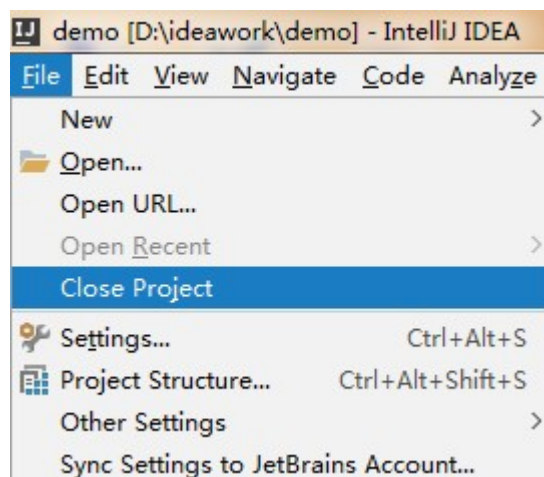 IJ demo [D:\ideawork\demo] - IntelliJ IDEA
File Edit View Navigate Code Analyze
New >
Open...
Open URL...
Open Recent >
Close Project
Settings... Ctrl+Alt+S
Project Structure... Ctrl+Alt+Shift+S
Other Settings >
Sync Settings to JetBrains Account...